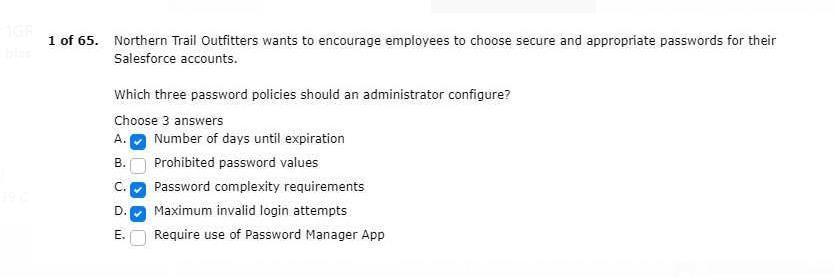 1 of 65. Northern Trail Outfitters wants to encourage employees to choose secure and appropriate passwords for their
Salesforce accounts.
Which three password policies should an administrator configure?
Choose 3 answers
A. Number of days until expiration
B. Prohibited password values
C. Password complexity requirements
D. Maximum invalid login attempts
E. Require use of Password Manager App